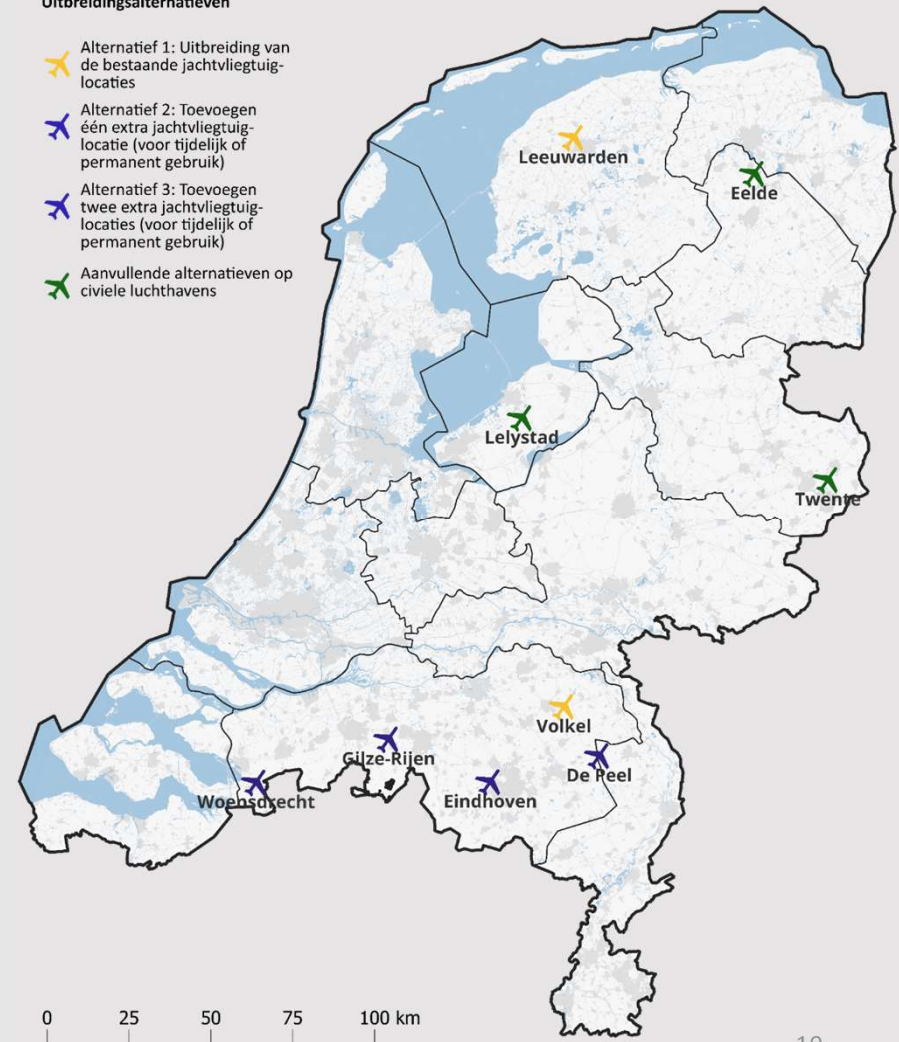 Uitbreidingsalternatieven
Alternatief 1: Uitbreiding van
de bestaande jachtvliegtuig-
locaties
Alternatief 2: Toevoegen
één extra jachtvliegtuig-
locatie (voor tijdelijk of
permanent gebruik)
Alternatief 3: Toevoegen
twee extra jachtvliegtuig-
locaties (voor tijdelijk of
permanent gebruik)
Aanvullende alternatieven op
civiele luchthavens
Leeuwarden
Eelde
Lelystad
Twente
Volkel
Gilze-Rijen
De Peel
Woensdrecht
Eindhoven
0 25 50 75 100 km